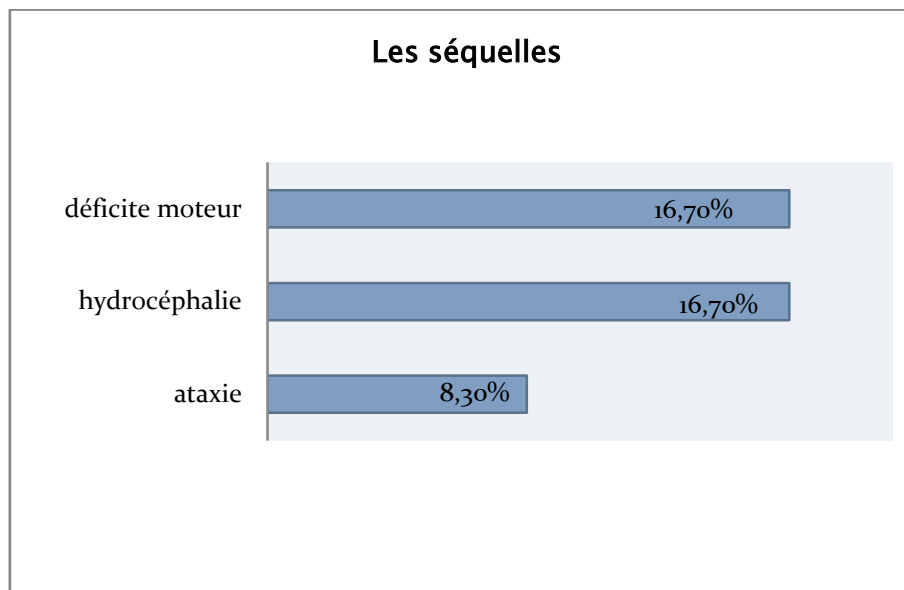 Les séquelles
déficite moteur
16,70%
hydrocéphalie
16,70%
ataxie
8,30%